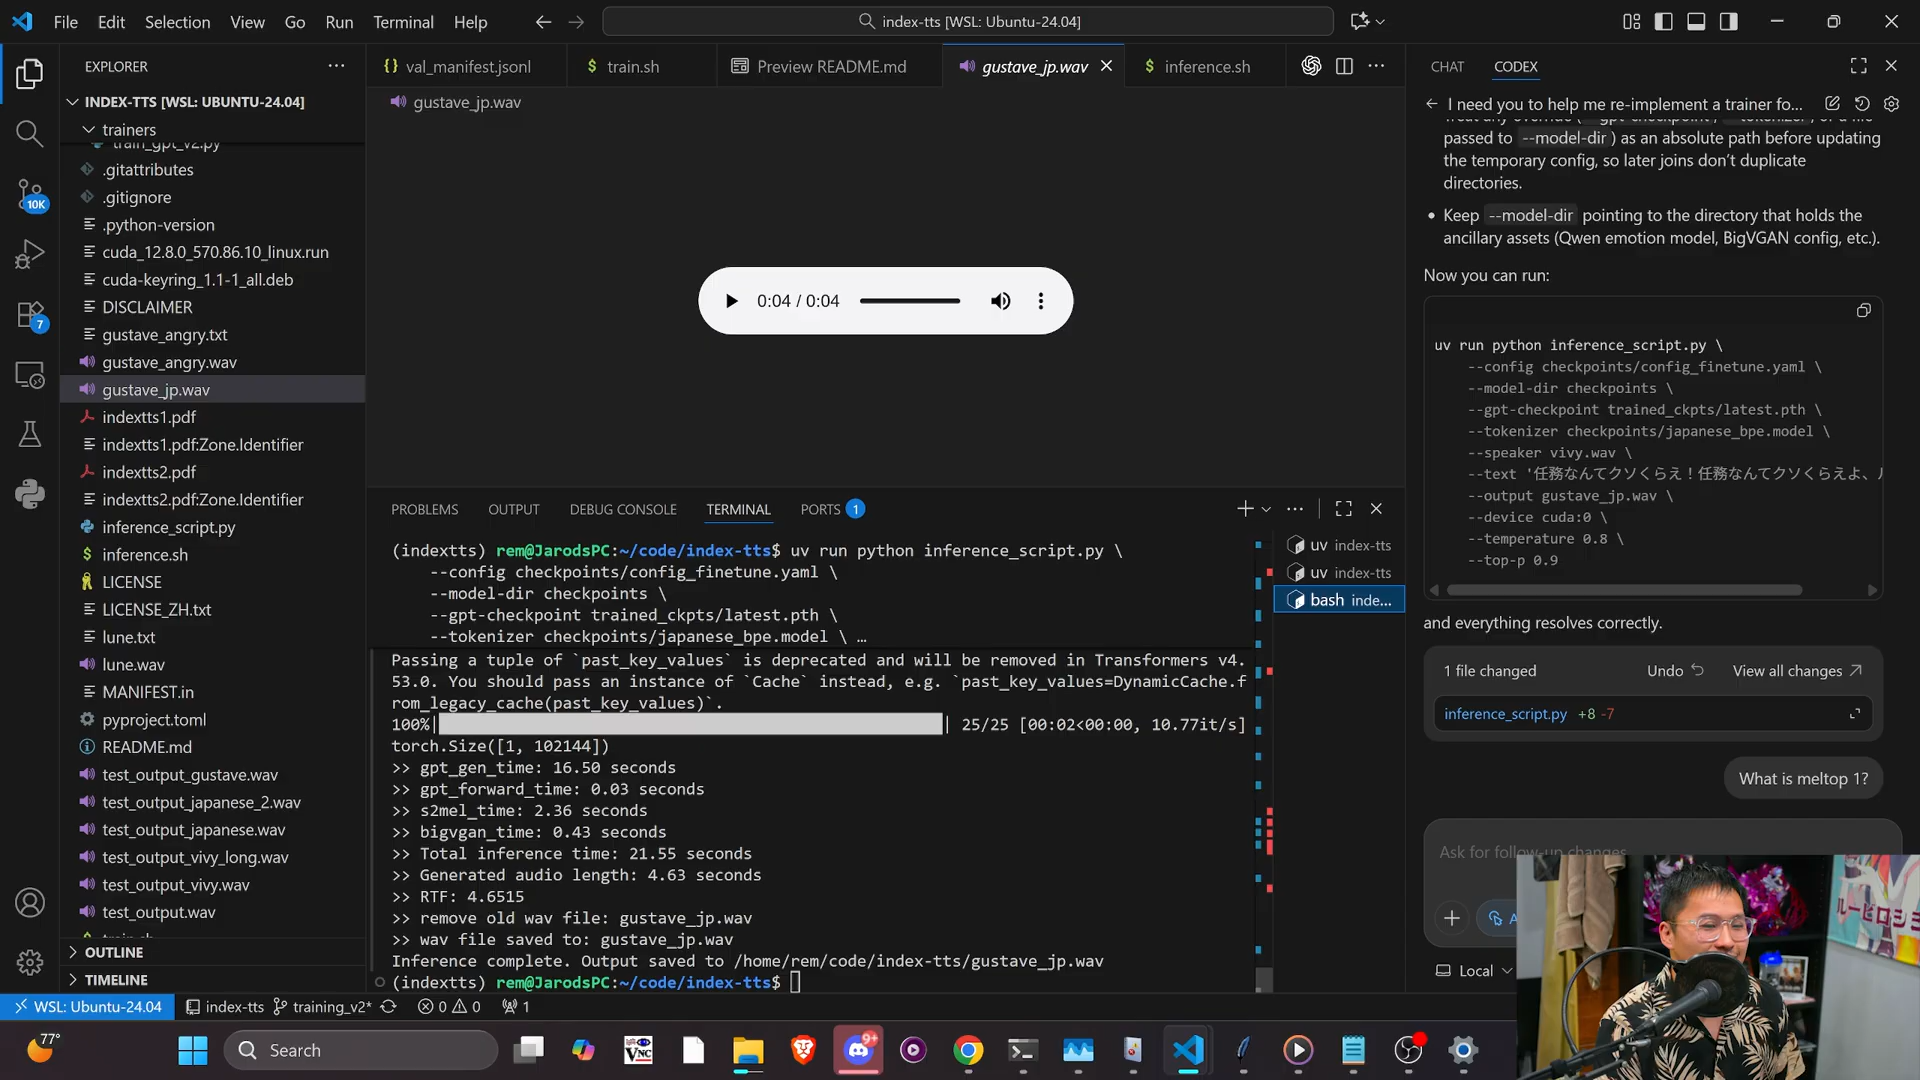 File Edit Selection View Go Run Terminal Help
index-tts [WSL: Ubuntu-24.04]
EXPLORER
INDEX-TTS [WSL: UBUNTU-24.04]
trainers
train_gpt_v2.py
.gitattributes
.gitignore
.python-version
cuda_12.8.0_570.86.10_linux.run
cuda-keyring_1.1-1_all.deb
DISCLAIMER
gustave_angry.txt
gustave_angry.wav
gustave_jp.wav
indextts1.pdf
indextts1.pdf:Zone.Identifier
indextts2.pdf
indextts2.pdf:Zone.Identifier
inference_script.py
inference.sh
LICENSE
LICENSE_ZH.txt
lune.txt
lune.wav
MANIFEST.in
pyproject.toml
README.md
test_output_gustave.wav
test_output_japanese_2.wav
test_output_japanese.wav
test_output_vivy_long.wav
test_output_vivy.wav
test_output.wav
OUTLINE
TIMELINE
10K
7
val_manifest.jsonl
train.sh
Preview README.md
gustave_jp.wav
inference.sh
gustave_jp.wav
0:04 / 0:04
PROBLEMS OUTPUT DEBUG CONSOLE TERMINAL PORTS 1
(indextts) rem@JarodsPC:~/code/index-tts$ uv run python inference_script.py \
--config checkpoints/config_finetune.yaml \
--model-dir checkpoints \
--gpt-checkpoint trained_ckpts/latest.pth \
--tokenizer checkpoints/japanese_bpe.model \ …
Passing a tuple of `past_key_values` is deprecated and will be removed in Transformers v4.
53.0. You should pass an instance of `Cache` instead, e.g. `past_key_values=DynamicCache.f
rom_legacy_cache(past_key_values)`.
100%| | 25/25 [00:02<00:00, 10.77it/s]
torch.Size([1, 102144])
>> gpt_gen_time: 16.50 seconds
>> gpt_forward_time: 0.03 seconds
>> s2mel_time: 2.36 seconds
>> bigvgan_time: 0.43 seconds
>> Total inference time: 21.55 seconds
>> Generated audio length: 4.63 seconds
>> RTF: 4.6515
>> remove old wav file: gustave_jp.wav
>> wav file saved to: gustave_jp.wav
Inference complete. Output saved to /home/rem/code/index-tts/gustave_jp.wav
(indextts) rem@JarodsPC:~/code/index-tts$
uv index-tts
uv index-tts
bash inde...
CHAT CODEX
I need you to help me re-implement a trainer fo...
passed to --model-dir ) as an absolute path before updating
the temporary config, so later joins don’t duplicate
directories.
• Keep --model-dir pointing to the directory that holds the
ancillary assets (Qwen emotion model, BigVGAN config, etc.).
Now you can run:
uv run python inference_script.py \
--config checkpoints/config_finetune.yaml \
--model-dir checkpoints \
--gpt-checkpoint trained_ckpts/latest.pth \
--tokenizer checkpoints/japanese_bpe.model \
--speaker vivy.wav \
--text '任務なんてクソくらえ！任務なんてクソくらえよ、
--output gustave_jp.wav \
--device cuda:0 \
--temperature 0.8 \
--top-p 0.9
and everything resolves correctly.
1 file changed Undo View all changes
inference_script.py +8 -7
What is meltop 1?
Ask for follow-up changes
Local
WSL: Ubuntu-24.04 index-tts training_v2* 0 0 1
77°
Search
VNC
9+